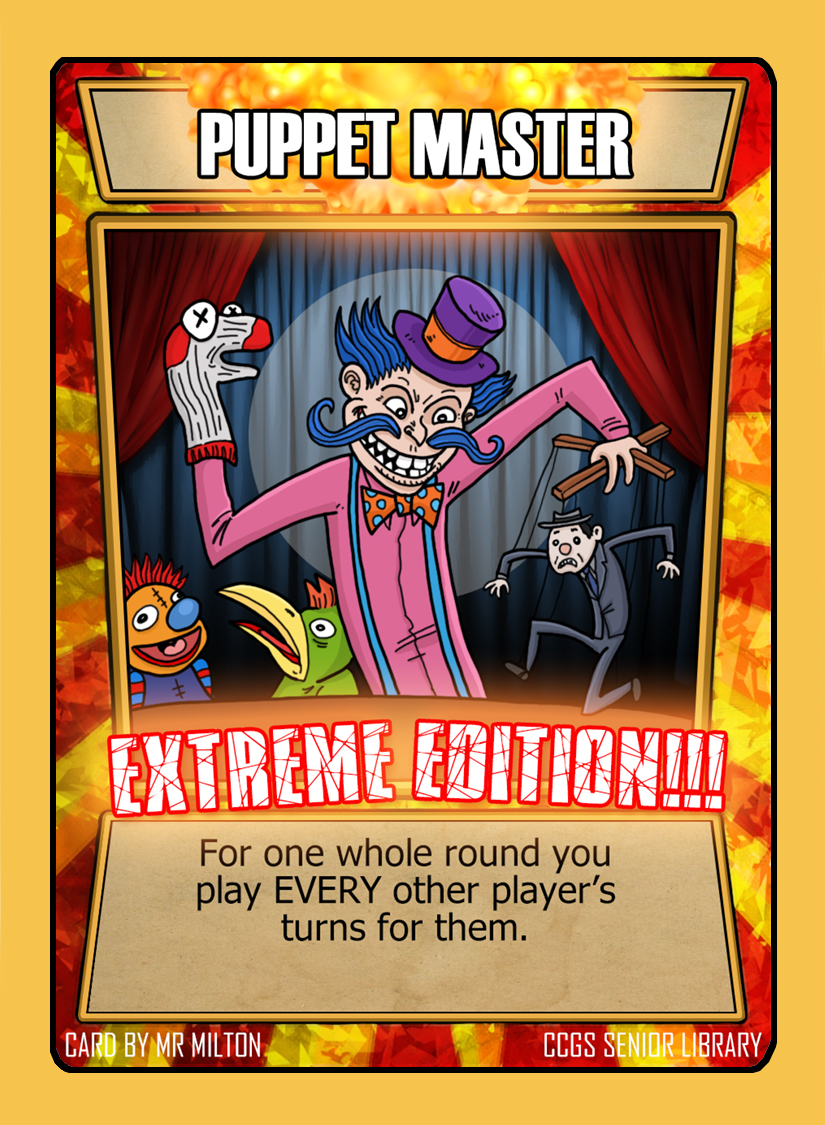 PUPPET MASTER
EXTREME EDITION!!!
For one whole round you
play EVERY other player’s
turns for them.
CARD BY MR MILTON
CCGS SENIOR LIBRARY